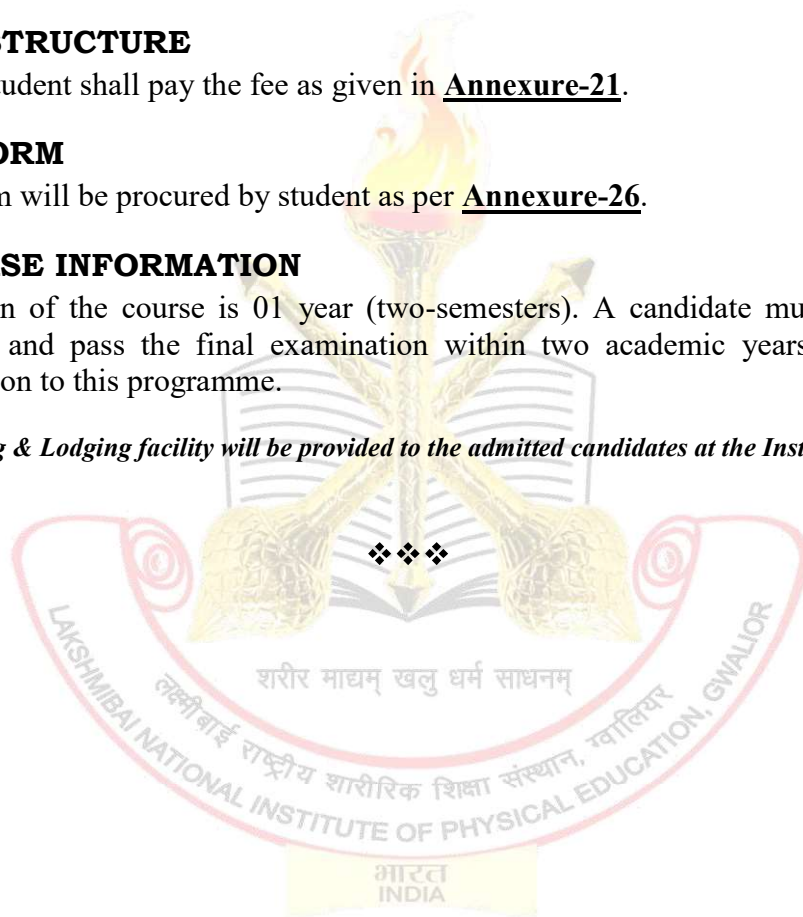 STRUCTURE
tudent shall pay the fee as given in Annexure-21.
ORM
m will be procured by student as per Annexure-26.
SE INFORMATION
n of the course is 01 year (two-semesters). A candidate mu
and pass the final examination within two academic years
on to this programme.
g & Lodging facility will be provided to the admitted candidates at the Inst
❖❖❖
शरीर माद्यम् खलु धर्म साधनम्
लक्ष्मीबाई राष्ट्रीय शारीरिक शिक्षा संस्थान, ग्वालियर
LAKSHMIBAI NATIONAL INSTITUTE OF PHYSICAL EDUCATION, GWALIOR
भारत
INDIA